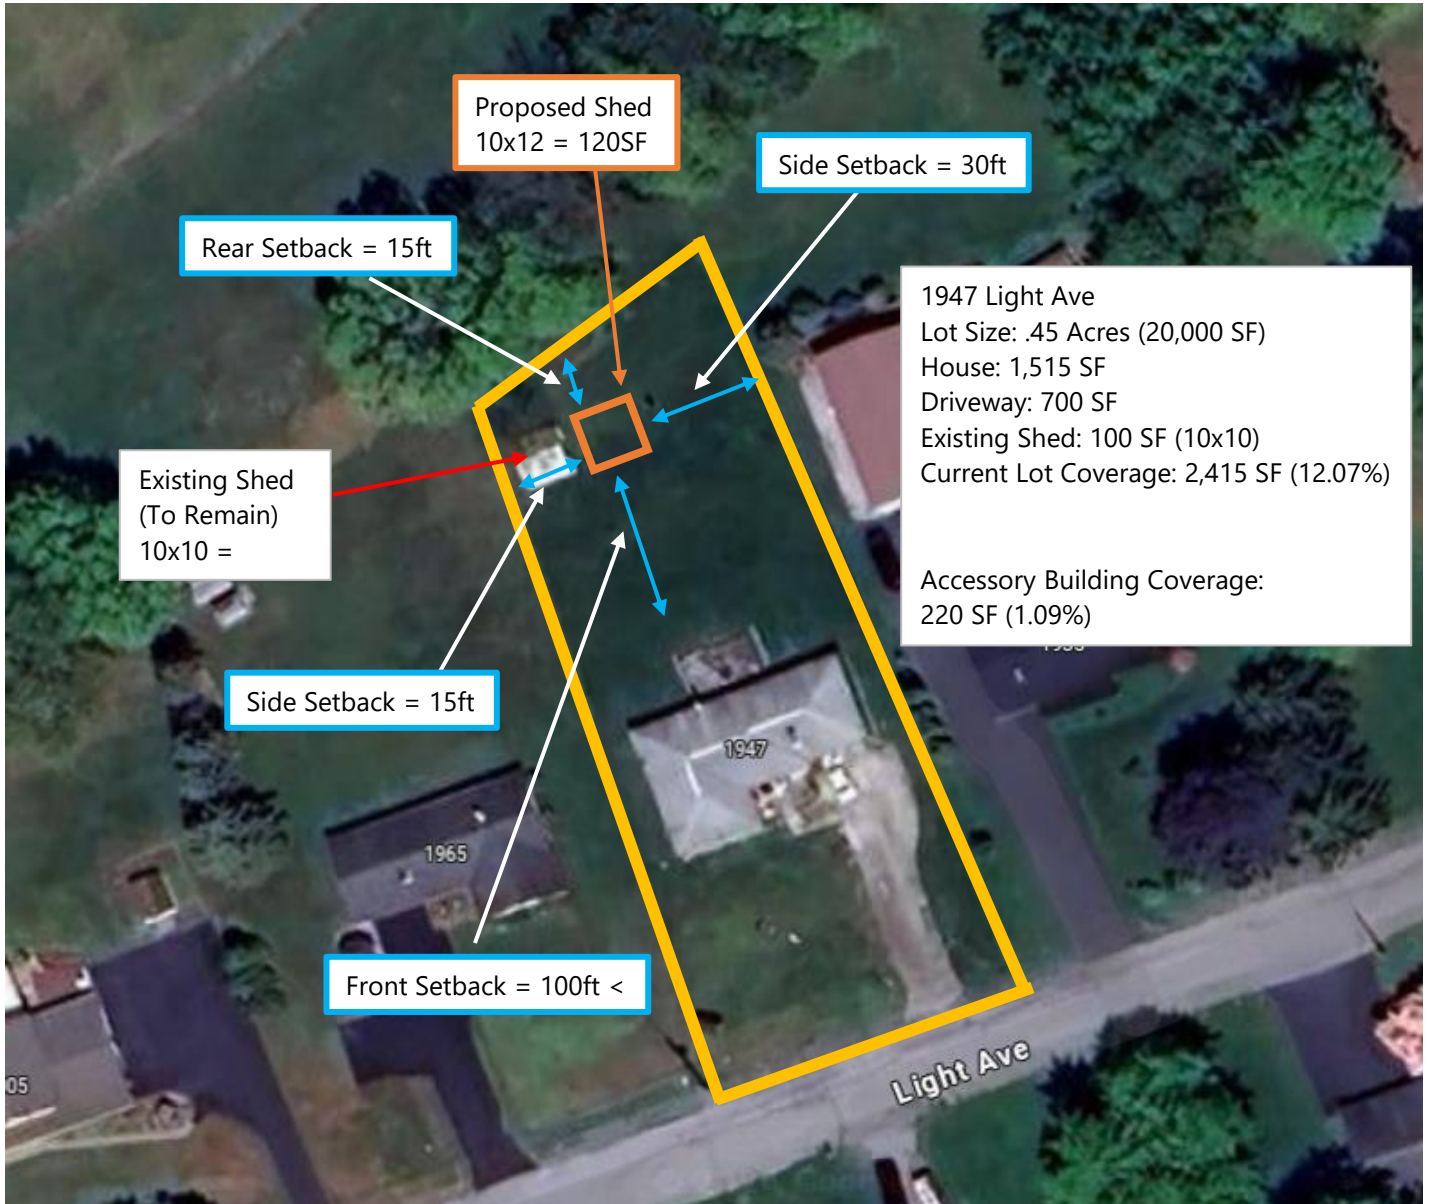 Proposed Shed
10x12 = 120SF
Side Setback = 30ft
Rear Setback = 15ft
1947 Light Ave
Lot Size: .45 Acres (20,000 SF)
House: 1,515 SF
Driveway: 700 SF
Existing Shed: 100 SF (10x10)
Current Lot Coverage: 2,415 SF (12.07%)
Accessory Building Coverage:
220 SF (1.09%)
Existing Shed
(To Remain)
10x10 =
Side Setback = 15ft
1947
1965
Front Setback = 100ft <
Light Ave
05